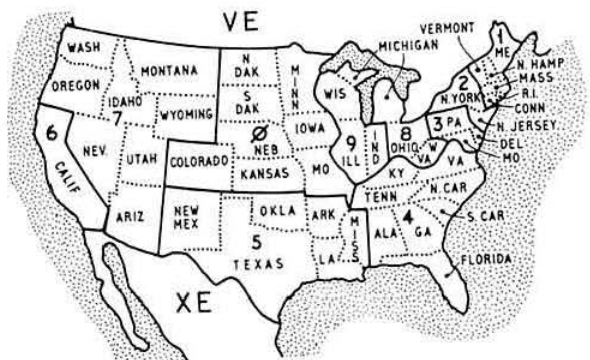 VE
VERMONT
1
ME
WASH
MICHIGAN
N. HAMP
MASS
R.I.
CONN
N
DAK
MINN
MONTANA
OREGON
IDAHO
7
WYOMING
S
DAK
WIS
2
N.YORK
3 PA
N. JERSEY
DEL
MO
6
CALIF
NEV.
UTAH
COLORADO
Ø
NEB
IOWA
9
ILL
IND
8
OHIO
W
VA
VA
KANSAS
MO
KY
TENN
N. CAR
S. CAR
ARIZ
NEW
MEX
OKLA
ARK
MISS
ALA
4
GA
5
TEXAS
LA
FLORIDA
XE